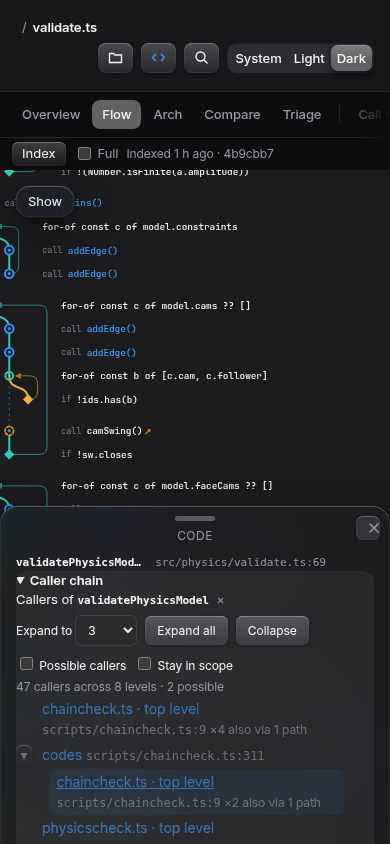 / validate.ts
System Light Dark
Overview Flow Arch Compare Triage Call
Index Full Indexed 1 h ago · 4b9cbb7
if !(Number.isFinite(a.amplitude))
Show
for-of const c of model.constraints
call addEdge()
call addEdge()
for-of const c of model.cams ?? []
call addEdge()
call addEdge()
for-of const b of [c.cam, c.follower]
if !ids.has(b)
call camSwing()↗
if !sw.closes
for-of const c of model.faceCams ?? []
CODE ×
validatePhysicsMod… src/physics/validate.ts:69
▼ Caller chain
Callers of validatePhysicsModel ×
Expand to 3 Expand all Collapse
Possible callers Stay in scope
47 callers across 8 levels · 2 possible
chaincheck.ts · top level
scripts/chaincheck.ts:9 ×4 also via 1 path
▼ codes scripts/chaincheck.ts:311
chaincheck.ts · top level
scripts/chaincheck.ts:9 ×2 also via 1 path
physicscheck.ts · top level